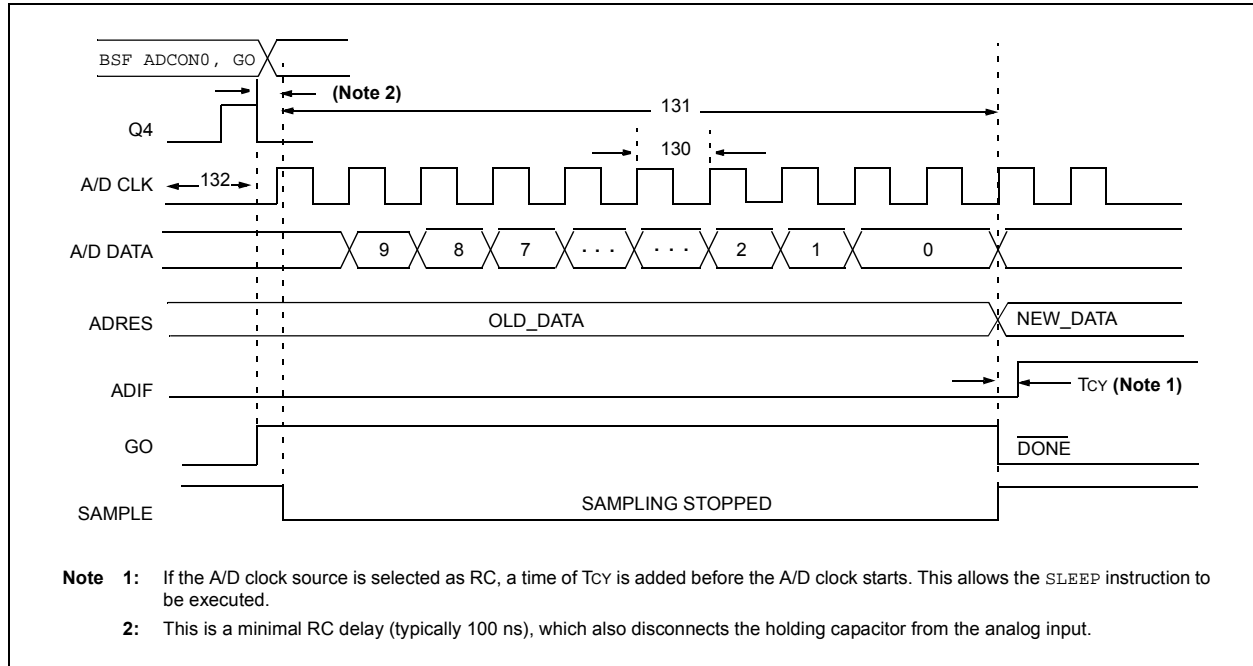 BSF ADCON0, GO
(Note 2)
131
Q4
130
A/D CLK
132
A/D DATA
9 8 7 . . . . . . 2 1 0
ADRES
OLD_DATA
NEW_DATA
ADIF
TCY (Note 1)
GO
DONE
SAMPLE
SAMPLING STOPPED
Note 1: If the A/D clock source is selected as RC, a time of TCY is added before the A/D clock starts. This allows the SLEEP instruction to
be executed.
2: This is a minimal RC delay (typically 100 ns), which also disconnects the holding capacitor from the analog input.